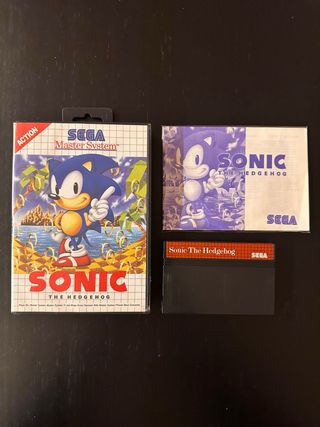 ACTION
SEGA
Master System
SONIC
THE HEDGEHOG
SONIC
THE HEDGEHOG
SEGA
Sonic The Hedgehog
SEGA